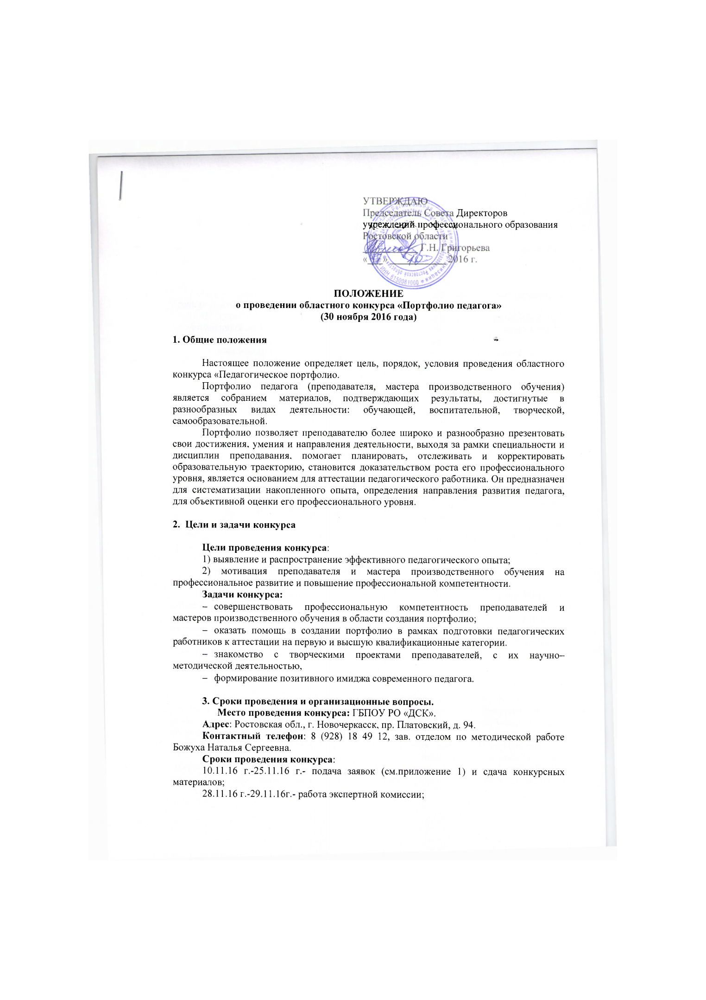 УТВЕРЖДАЮ
Председатель Совета Директоров
учреждений профессионального образования
Ростовской области
Г.Н. Григорьева
« » 10 2016 г.
ИНН 6150081000
ПОЛОЖЕНИЕ
о проведении областного конкурса «Портфолио педагога»
(30 ноября 2016 года)
1. Общие положения
Настоящее положение определяет цель, порядок, условия проведения областного
конкурса «Педагогическое портфолио.
Портфолио педагога (преподавателя, мастера производственного обучения)
является собранием материалов, подтверждающих результаты, достигнутые в
разнообразных видах деятельности: обучающей, воспитательной, творческой,
самообразовательной.
Портфолио позволяет преподавателю более широко и разнообразно презентовать
свои достижения, умения и направления деятельности, выходя за рамки специальности и
дисциплин преподавания, помогает планировать, отслеживать и корректировать
образовательную траекторию, становится доказательством роста его профессионального
уровня, является основанием для аттестации педагогического работника. Он предназначен
для систематизации накопленного опыта, определения направления развития педагога,
для объективной оценки его профессионального уровня.
2. Цели и задачи конкурса
Цели проведения конкурса:
1) выявление и распространение эффективного педагогического опыта;
2) мотивация преподавателя и мастера производственного обучения на
профессиональное развитие и повышение профессиональной компетентности.
Задачи конкурса:
– совершенствовать профессиональную компетентность преподавателей и
мастеров производственного обучения в области создания портфолио;
– оказать помощь в создании портфолио в рамках подготовки педагогических
работников к аттестации на первую и высшую квалификационные категории.
– знакомство с творческими проектами преподавателей, с их научно–
методической деятельностью,
– формирование позитивного имиджа современного педагога.
3. Сроки проведения и организационные вопросы.
Место проведения конкурса: ГБПОУ РО «ДСК».
Адрес: Ростовская обл., г. Новочеркасск, пр. Платовский, д. 94.
Контактный телефон: 8 (928) 18 49 12, зав. отделом по методической работе
Божуха Наталья Сергеевна.
Сроки проведения конкурса:
10.11.16 г.-25.11.16 г.- подача заявок (см.приложение 1) и сдача конкурсных
материалов;
28.11.16 г.-29.11.16г.- работа экспертной комиссии;